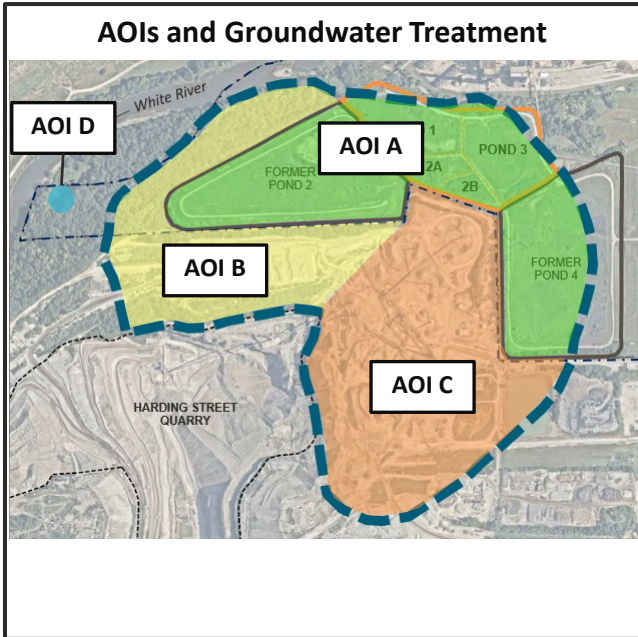 AOIs and Groundwater Treatment
White River
AOI D
AOI A
1
POND 3
2A
2B
FORMER
POND 2
AOI B
FORMER
POND 4
AOI C
HARDING STREET
QUARRY